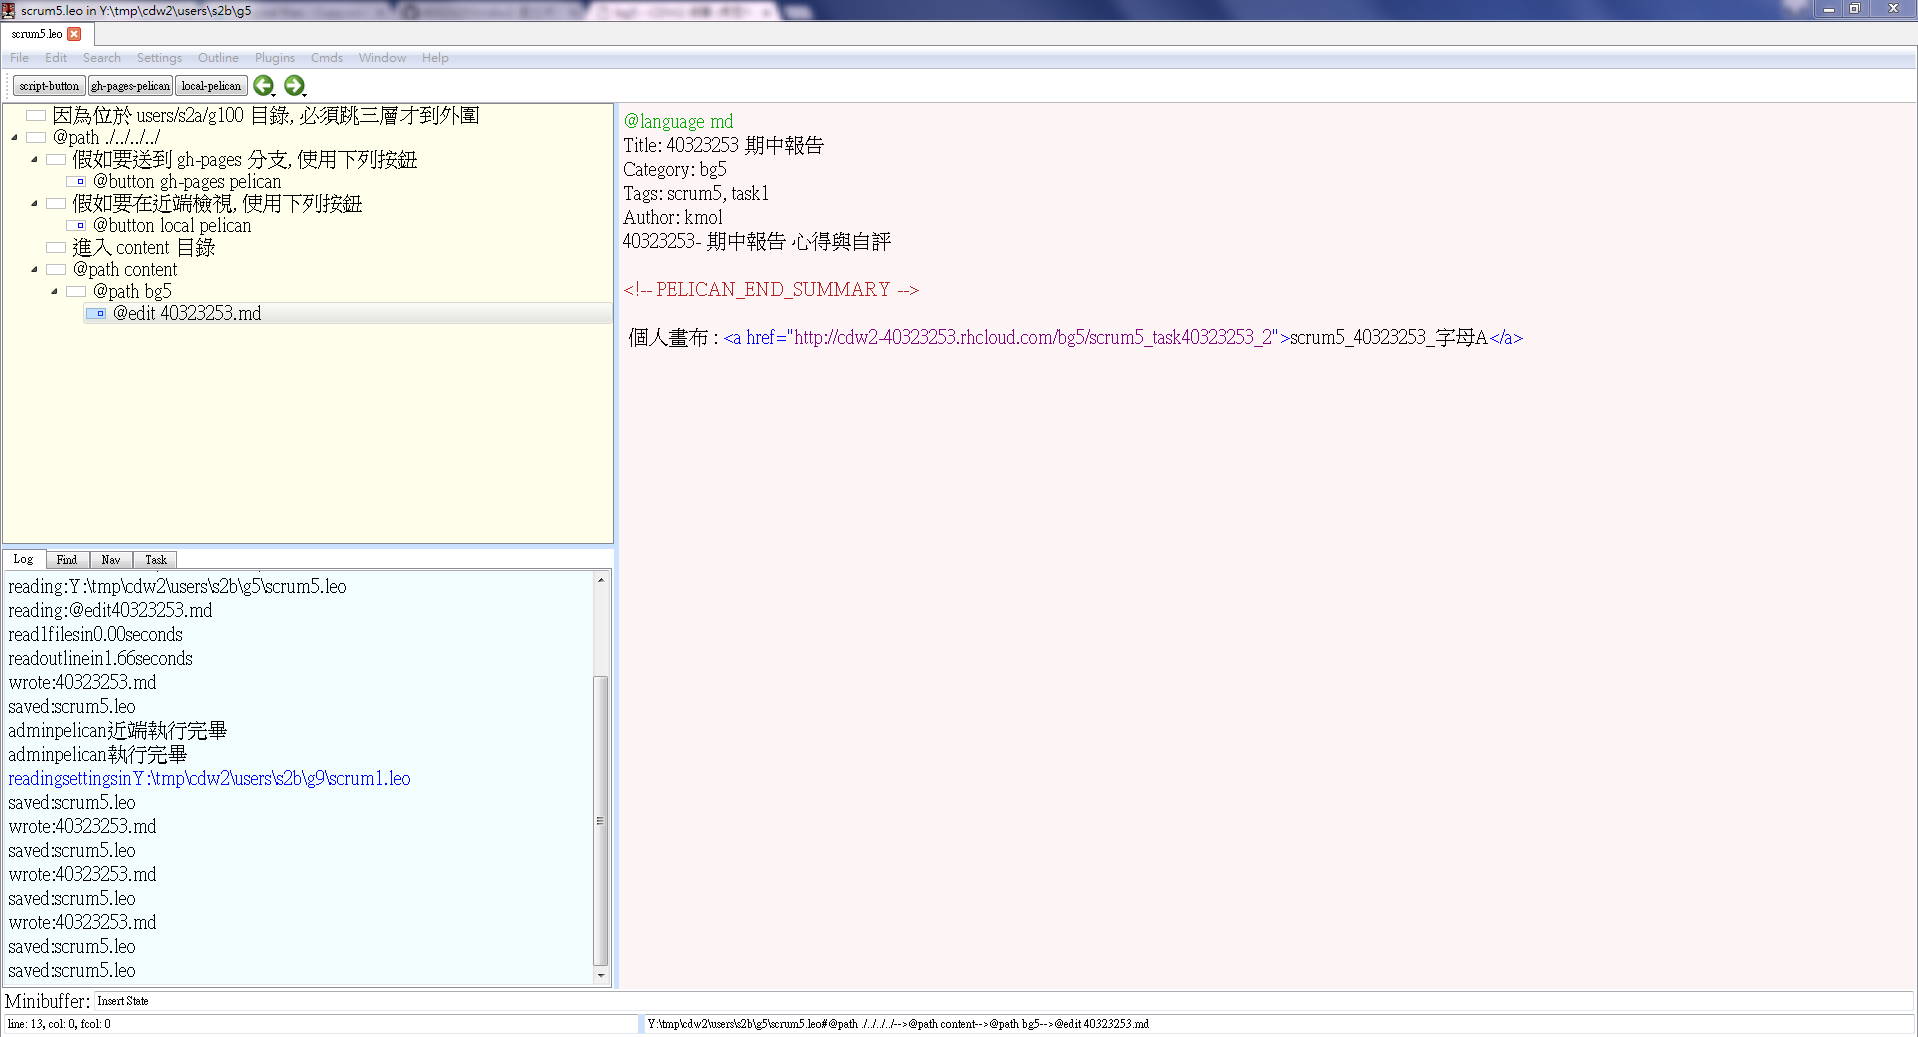 scrum5.leo in Y:\tmp\cdw2\users\s2b\g5
scrum5.leo
File Edit Search Settings Outline Plugins Cmds Window Help
script-button gh-pages-pelican local-pelican
因為位於 users/s2a/g100 目錄, 必須跳三層才到外圍
@path ./../../../
假如要送到 gh-pages 分支, 使用下列按鈕
@button gh-pages pelican
假如要在近端檢視, 使用下列按鈕
@button local pelican
進入 content 目錄
@path content
@path bg5
@edit 40323253.md
@language md
Title: 40323253 期中報告
Category: bg5
Tags: scrum5, task1
Author: kmol
40323253- 期中報告 心得與自評
<!-- PELICAN_END_SUMMARY -->
個人畫布 : <a href="http://cdw2-40323253.rhcloud.com/bg5/scrum5_task40323253_2">scrum5_40323253_字母A</a>
Log Find Nav Task
reading:Y:\tmp\cdw2\users\s2b\g5\scrum5.leo
reading:@edit40323253.md
read1filesin0.00seconds
readoutlinein1.66seconds
wrote:40323253.md
saved:scrum5.leo
adminpelican近端執行完畢
adminpelican執行完畢
readingsettingsinY:\tmp\cdw2\users\s2b\g9\scrum1.leo
saved:scrum5.leo
wrote:40323253.md
saved:scrum5.leo
wrote:40323253.md
saved:scrum5.leo
wrote:40323253.md
saved:scrum5.leo
saved:scrum5.leo
Minibuffer: Insert State
line: 13, col: 0, fcol: 0
Y:\tmp\cdw2\users\s2b\g5\scrum5.leo#@path ./../../../-->@path content-->@path bg5-->@edit 40323253.md